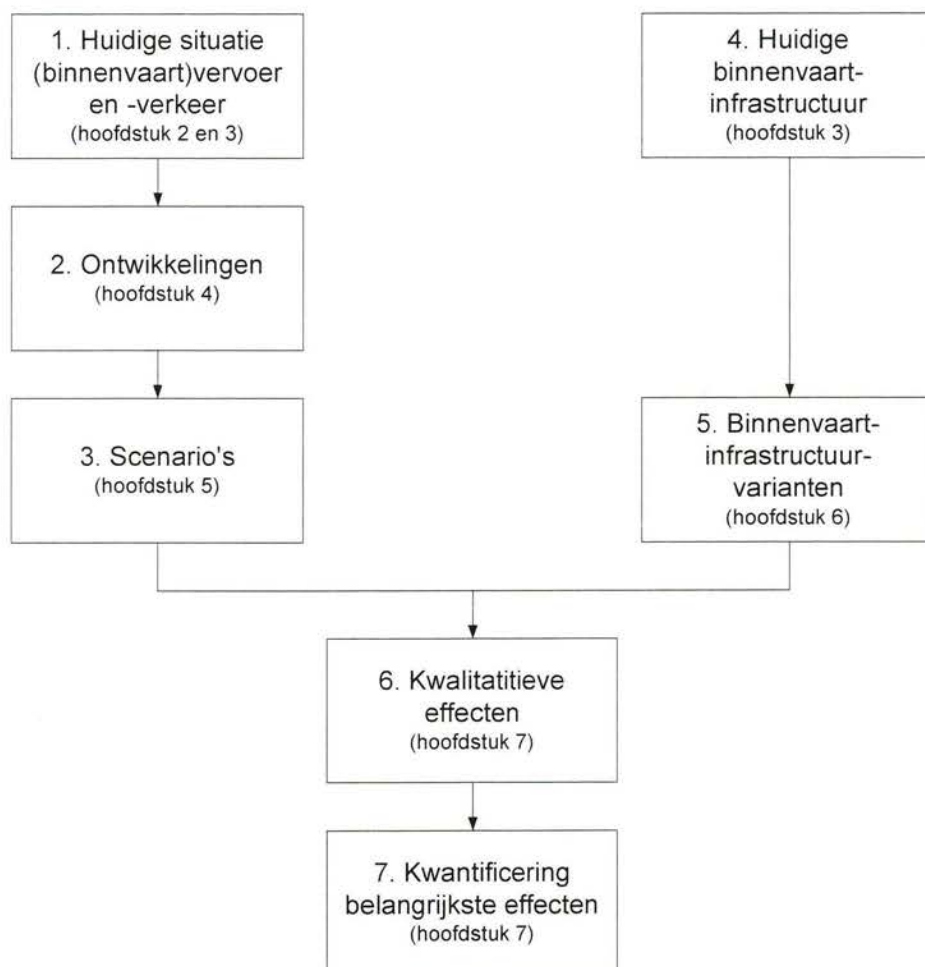 1. Huidige situatie
(binnenvaart)vervoer
en -verkeer
(hoofdstuk 2 en 3)
2. Ontwikkelingen
(hoofdstuk 4)
3. Scenario's
(hoofdstuk 5)
4. Huidige
binnenvaart-
infrastructuur
(hoofdstuk 3)
5. Binnenvaart-
infrastructuur-
varianten
(hoofdstuk 6)
6. Kwalitatitieve
effecten
(hoofdstuk 7)
7. Kwantificering
belangrijkste effecten
(hoofdstuk 7)